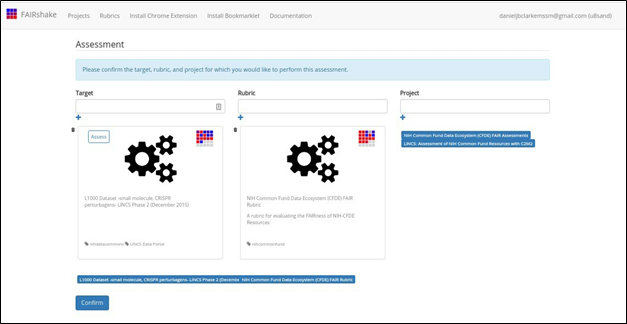 FAIRshake Projects Rubrics Install Chrome Extension Install Bookmarklet Documentation danieljbclarkemssm@gmail.com (u8sand)
Assessment
Please confirm the target, rubric, and project for which you would like to perform this assessment.
Target Rubric Project
Assess
NIH Common Fund Data Ecosystem (CFDE) FAIR Assessments
LINCS: Assessment of NIH Common Fund Resources with C2M2
L1000 Dataset -small molecule, CRISPR
perturbagens- LINCS Phase 2 (December 2015)
NIH Common Fund Data Ecosystem (CFDE) FAIR
Rubric
A rubric for evaluating the FAIRness of NIH-CFDE
Resources
LINCS Data Portal
L1000 Dataset -small molecule, CRISPR perturbagens- LINCS Phase 2 (Decembe NIH Common Fund Data Ecosystem (CFDE) FAIR Rubric
Confirm